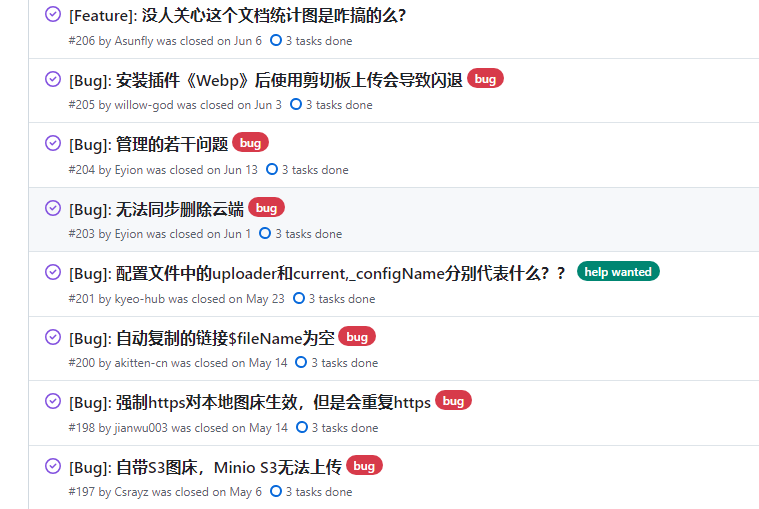 [Feature]: 没人关心这个文档统计图是咋搞的么?
#206 by Asunfly was closed on Jun 6 3 tasks done
[Bug]: 安装插件《Webp》后使用剪切板上传会导致闪退 bug
#205 by willow-god was closed on Jun 3 3 tasks done
[Bug]: 管理的若干问题 bug
#204 by Eyion was closed on Jun 13 3 tasks done
[Bug]: 无法同步删除云端 bug
#203 by Eyion was closed on Jun 1 3 tasks done
[Bug]: 配置文件中的uploader和current,_configName分别代表什么？？ help wanted
#201 by kyeo-hub was closed on May 23 3 tasks done
[Bug]: 自动复制的链接$fileName为空 bug
#200 by akitten-cn was closed on May 14 3 tasks done
[Bug]: 强制https对本地图床生效，但是会重复https bug
#198 by jianwu003 was closed on May 14 3 tasks done
[Bug]: 自带S3图床，Minio S3无法上传 bug
#197 by Csrayz was closed on May 6 3 tasks done